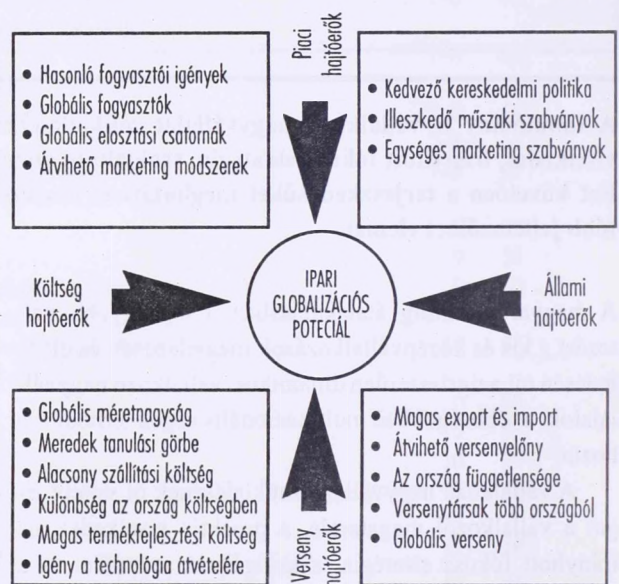 Piaci
hajtóerők
• Hasonló fogyasztói igények
• Globális fogyasztók
• Globális elosztási csatornák
• Átvihető marketing módszerek
• Kedvező kereskedelmi politika
• Illeszkedő műszaki szabványok
• Egységes marketing szabványok
Költség
hajtóerők
IPARI
GLOBALIZÁCIÓS
POTECIÁL
Állami
hajtóerők
• Globális méretnagyság
• Meredek tanulási görbe
• Alacsony szállítási költség
• Különbség az ország költségben
• Magas termékfejlesztési költség
• Igény a technológia átvételére
• Magas export és import
• Átvihető versenyelőny
• Az ország függetlensége
• Versenytársak több országból
• Globális verseny
Verseny
hajtóerők